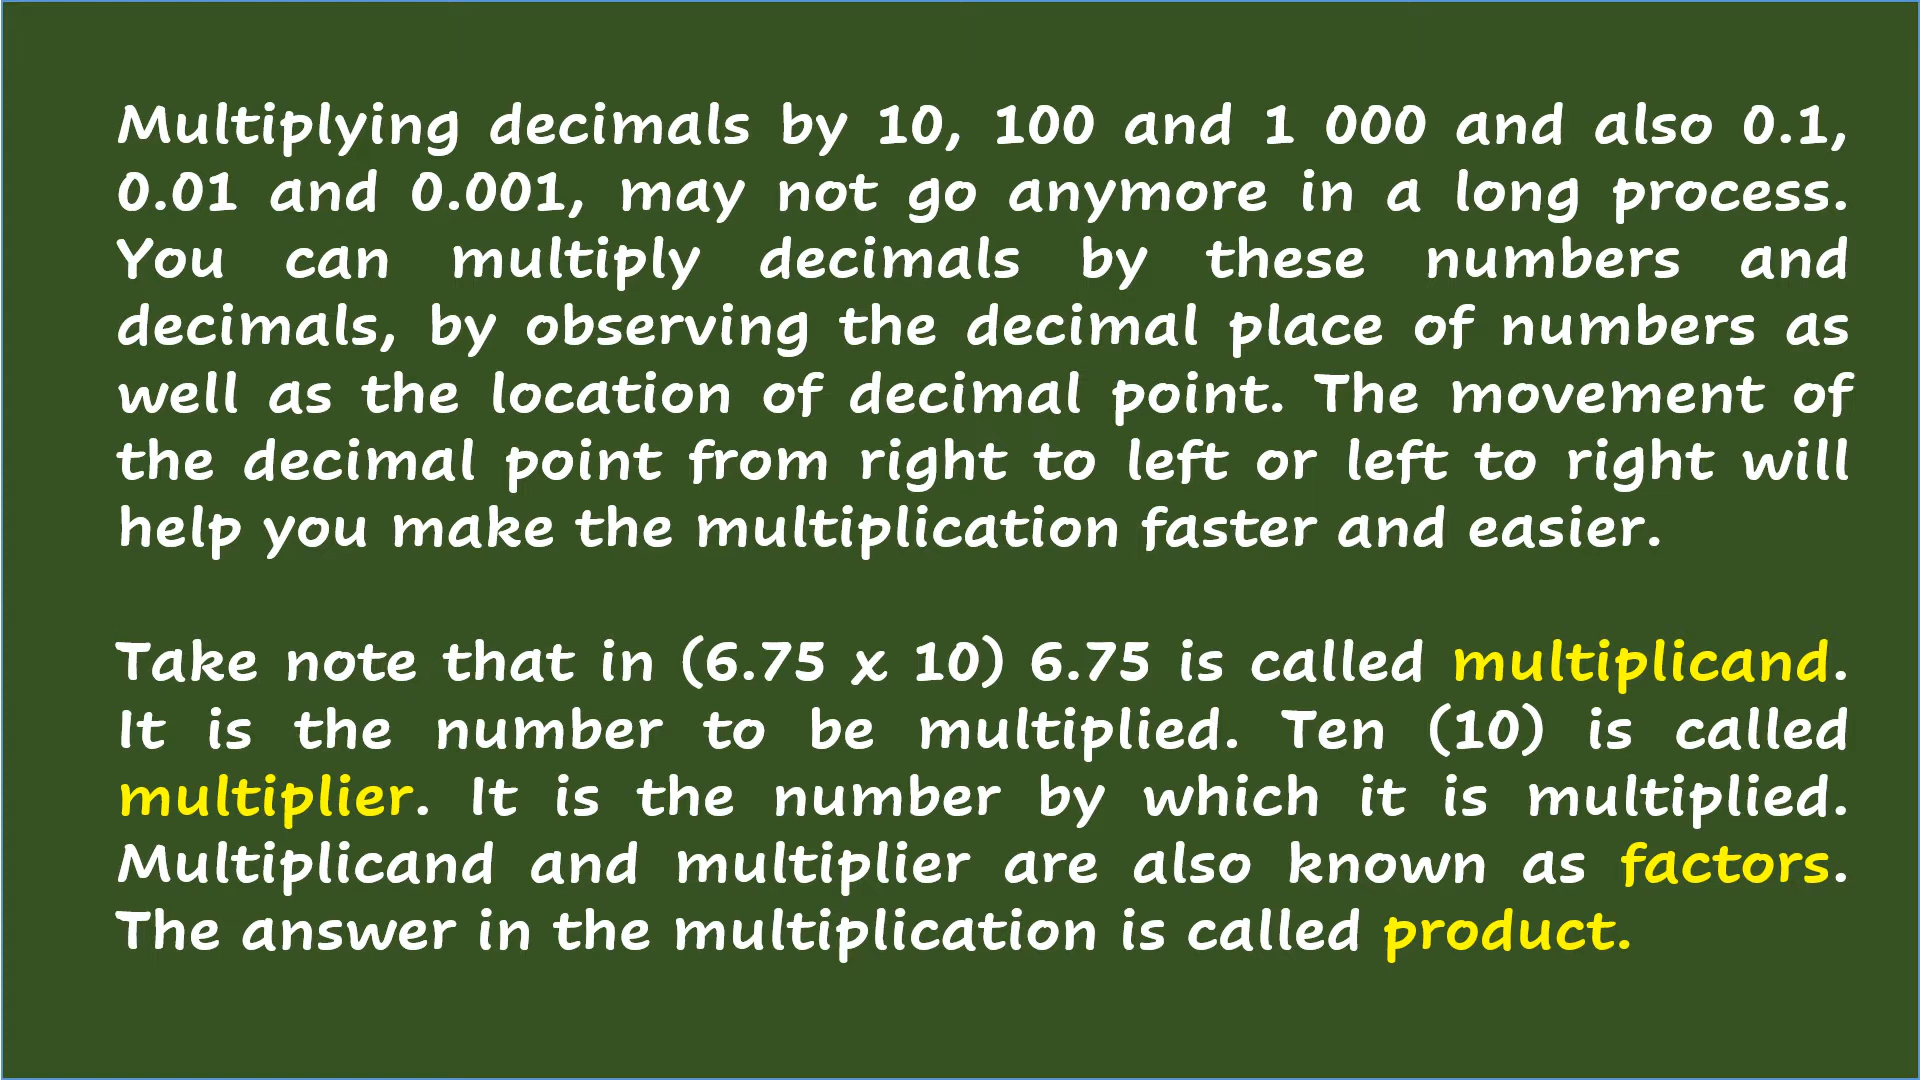 Multiplying decimals by 10, 100 and 1 000 and also 0.1,
0.01 and 0.001, may not go anymore in a long process.
You can multiply decimals by these numbers and
decimals, by observing the decimal place of numbers as
well as the location of decimal point. The movement of
the decimal point from right to left or left to right will
help you make the multiplication faster and easier.
Take note that in (6.75 x 10) 6.75 is called multiplicand.
It is the number to be multiplied. Ten (10) is called
multiplier. It is the number by which it is multiplied.
Multiplicand and multiplier are also known as factors.
The answer in the multiplication is called product.